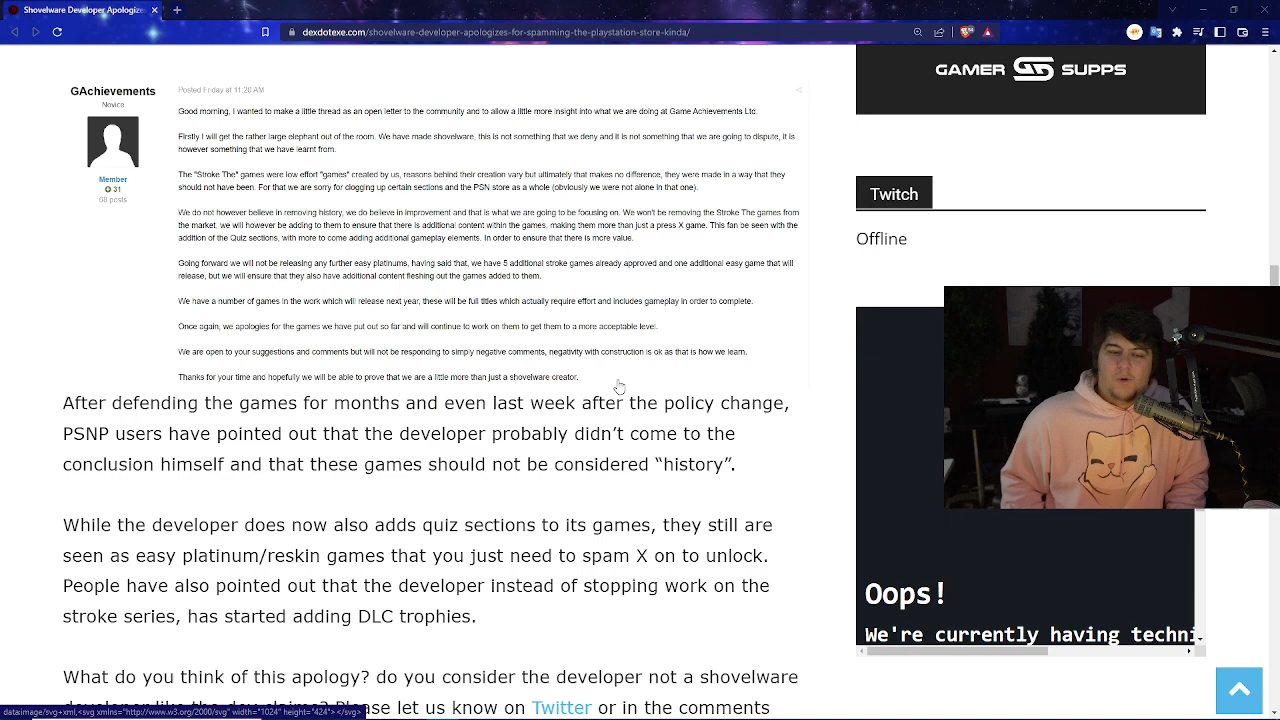 Shovelware Developer Apologize
dexdotexe.com/shovelware-developer-apologizes-for-spamming-the-playstation-store-kinda/
GAchievements
Novice
Member
31
68 posts
Posted Friday at 11:20 AM
Good morning, I wanted to make a little thread as an open letter to the community and to allow a little more insight into what we are doing at Game Achievements Ltd.
Firstly I will get the rather large elephant out of the room. We have made shovelware, this is not something that we deny and it is not something that we are going to dispute, it is
however something that we have learnt from.
The "Stroke The" games were low effort "games" created by us, reasons behind their creation vary but ultimately that makes no difference, they were made in a way that they
should not have been. For that we are sorry for clogging up certain sections and the PSN store as a whole (obviously we were not alone in that one).
We do not however believe in removing history, we do believe in improvement and that is what we are going to be focusing on. We won't be removing the Stroke The games from
the market, we will however be adding to them to ensure that there is additional content within the games, making them more than just a press X game. This fan be seen with the
addition of the Quiz sections, with more to come adding additional gameplay elements. In order to ensure that there is more value.
Going forward we will not be releasing any further easy platinums, having said that, we have 5 additional stroke games already approved and one additional easy game that will
release, but we will ensure that they also have additional content fleshing out the games added to them.
We have a number of games in the work which will release next year, these will be full titles which actually require effort and includes gameplay in order to complete.
Once again, we apologies for the games we have put out so far and will continue to work on them to get them to a more acceptable level.
We are open to your suggestions and comments but will not be responding to simply negative comments, negativity with construction is ok as that is how we learn.
Thanks for your time and hopefully we will be able to prove that we are a little more than just a shovelware creator.
After defending the games for months and even last week after the policy change,
PSNP users have pointed out that the developer probably didn't come to the
conclusion himself and that these games should not be considered “history”.
While the developer does now also adds quiz sections to its games, they still are
seen as easy platinum/reskin games that you just need to spam X on to unlock.
People have also pointed out that the developer instead of stopping work on the
stroke series, has started adding DLC trophies.
What do you think of this apology? do you consider the developer not a shovelware
Please let us know on Twitter or in the comments
data:image/svg+xml,<svg xmlns="http://www.w3.org/2000/svg" width="1024" height="424"></svg>
GAMER SUPPS
Twitch
Offline
Oops!
We're currently having techni